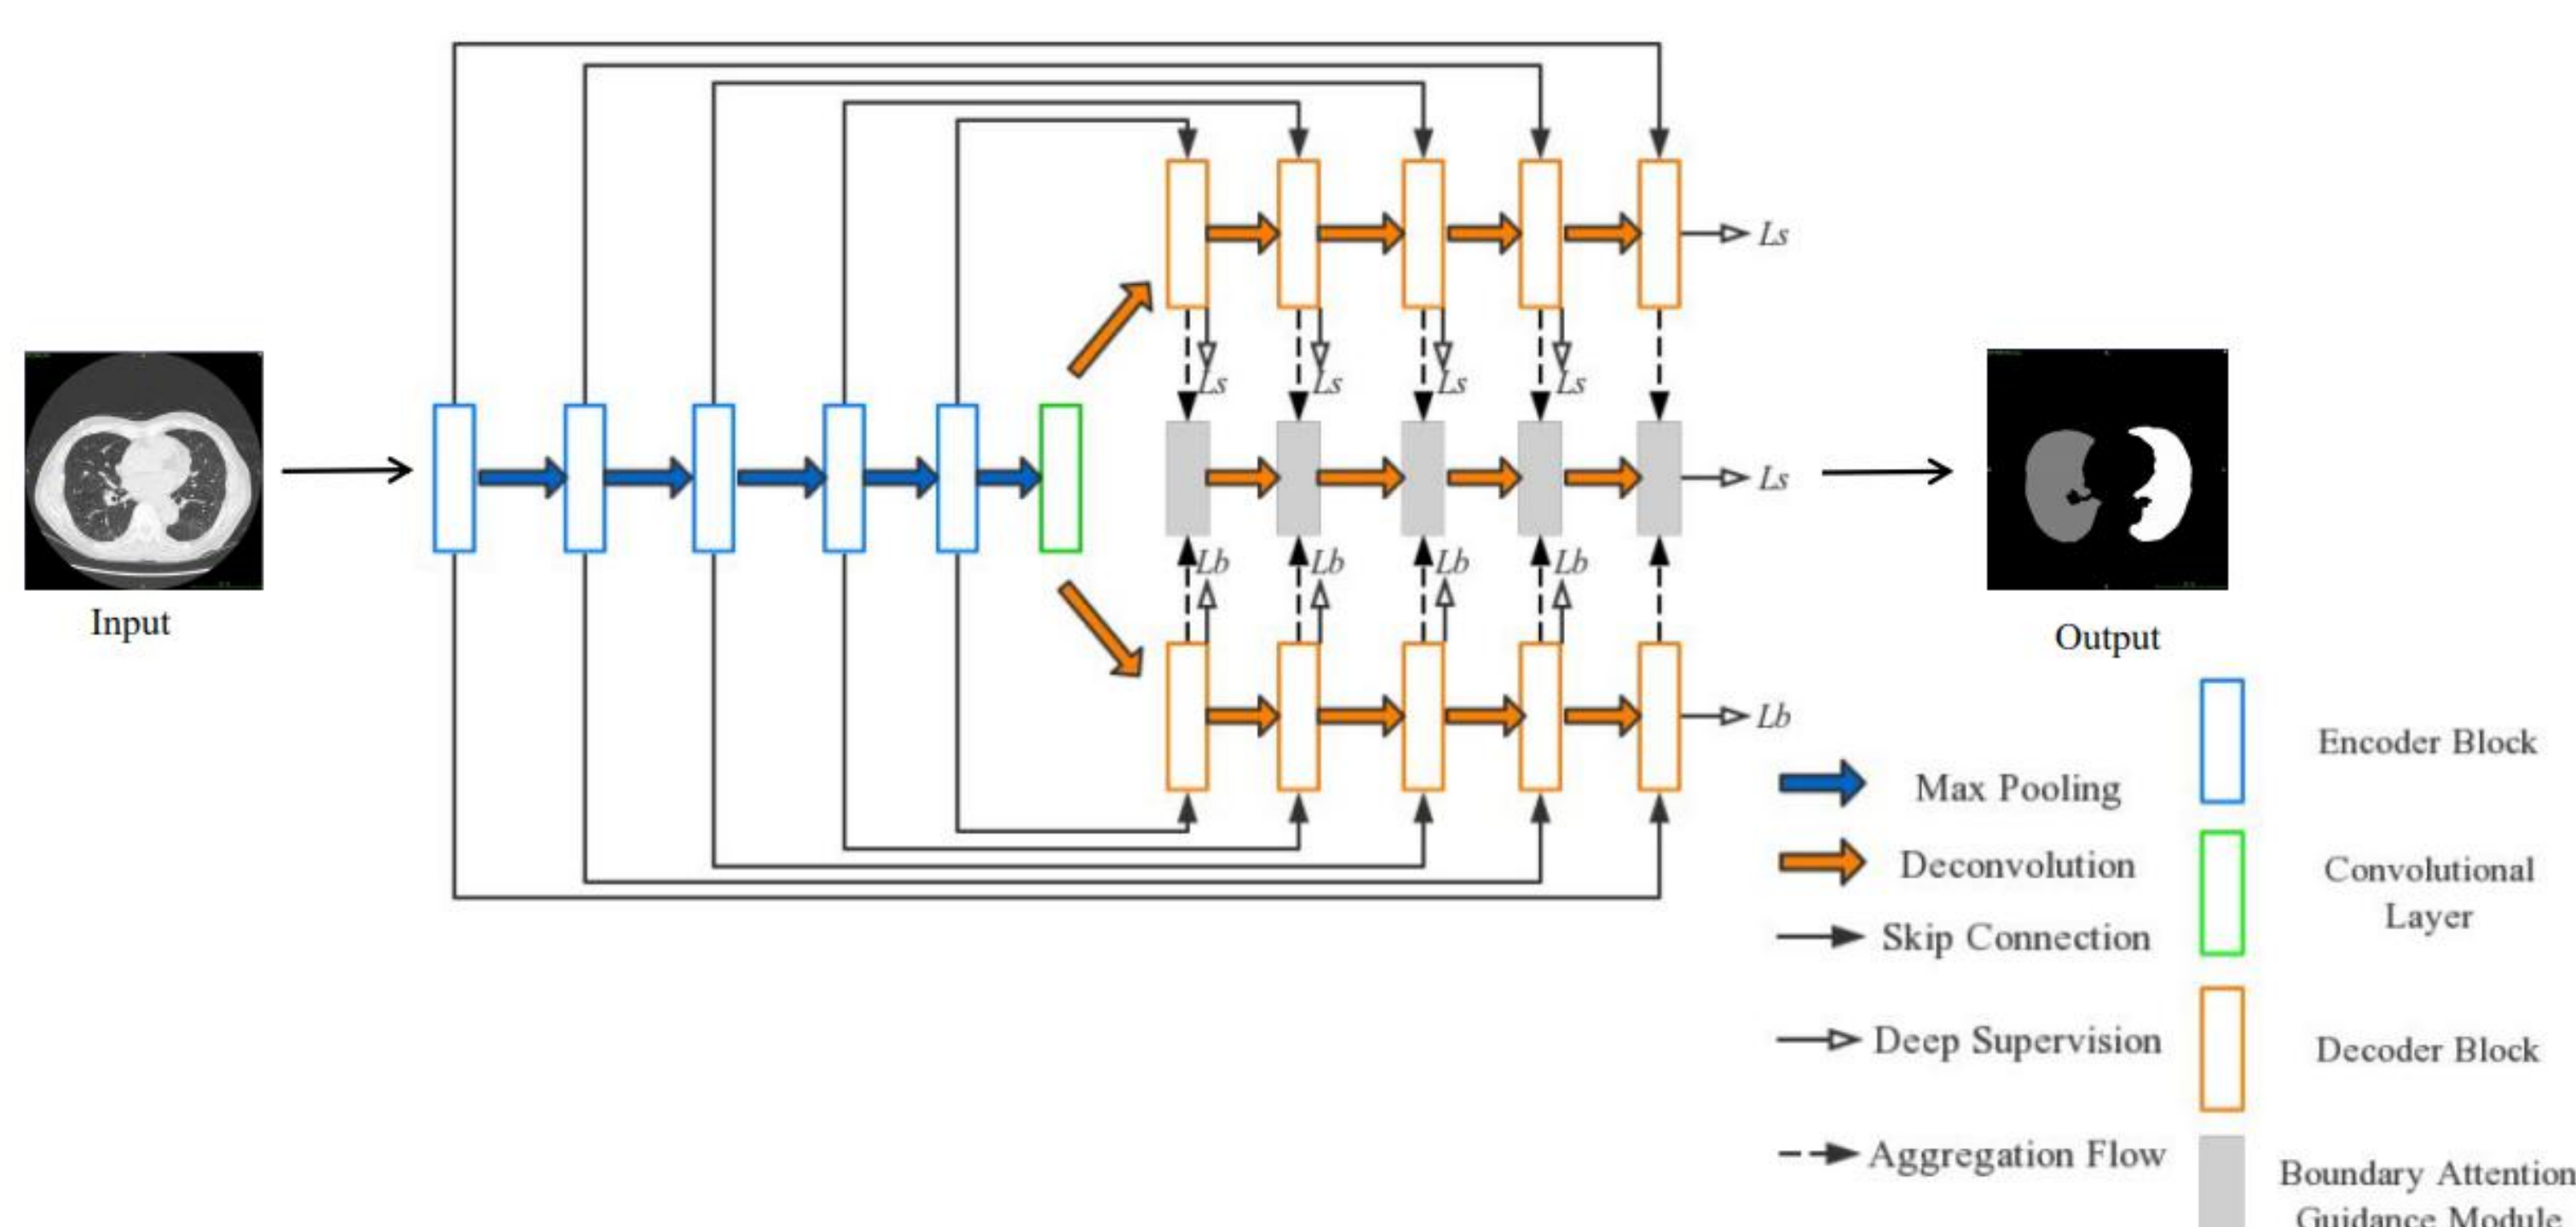 Ls
Ls
Ls
Ls
Ls
Ls
Lb
Lb
Lb
Lb
Input
Output
Lb
Max Pooling
Encoder Block
Deconvolution
Convolutional
Layer
Skip Connection
Deep Supervision
Decoder Block
Aggregation Flow
Boundary Attention
Guidance Module